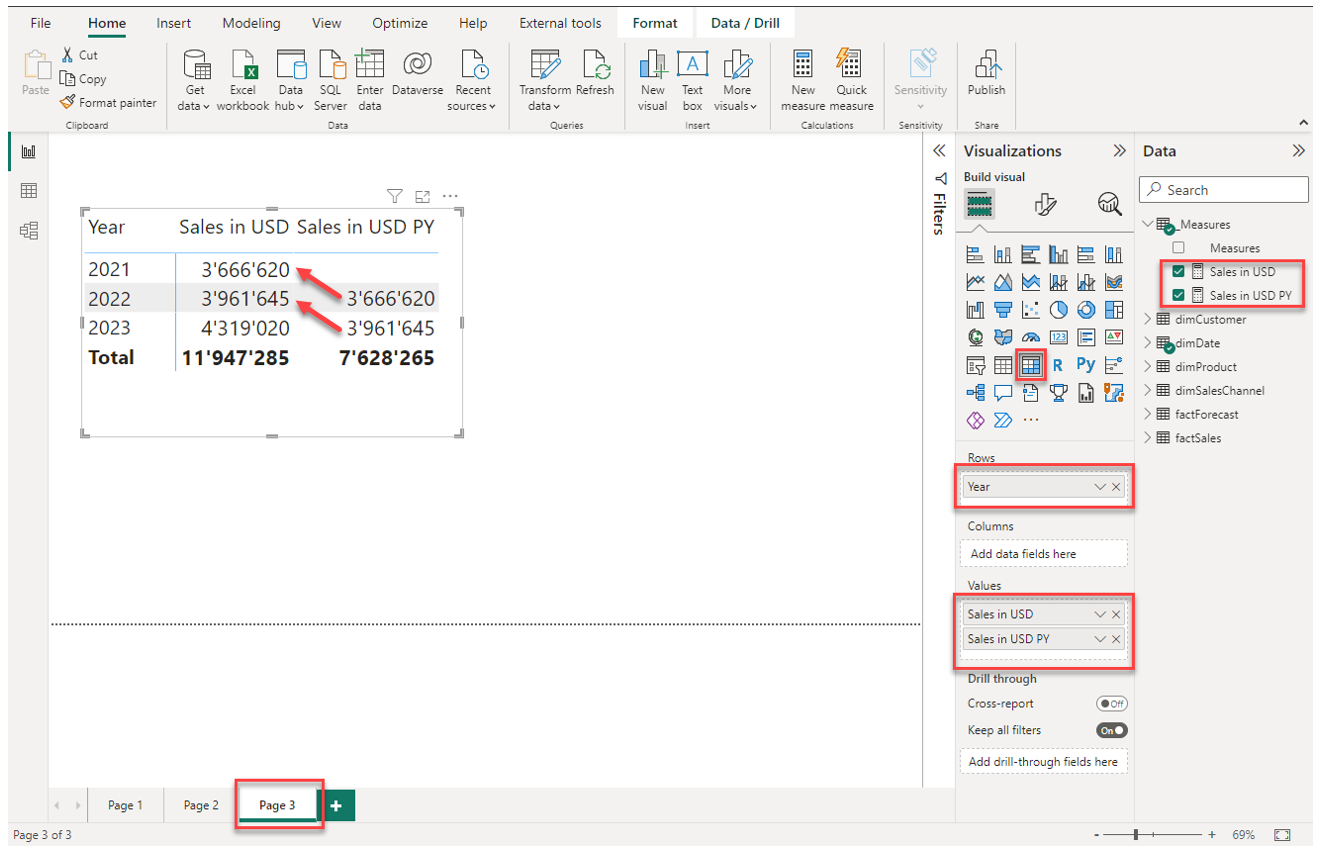 File Home Insert Modeling View Optimize Help External tools Format Data / Drill
Paste
Cut
Copy
Format painter
Clipboard
Get data
Excel workbook
Data hub
SQL Server
Enter data
Dataverse
Recent sources
Data
Transform data
Refresh
Queries
New visual
Text box
More visuals
Insert
New measure
Quick measure
Calculations
Sensitivity
Sensitivity
Publish
Share
Year Sales in USD Sales in USD PY
2021 3'666'620
2022 3'961'645 3'666'620
2023 4'319'020 3'961'645
Total 11'947'285 7'628'265
Filters
Visualizations
Build visual
123
R Py
Rows
Year
Columns
Add data fields here
Values
Sales in USD
Sales in USD PY
Drill through
Cross-report Off
Keep all filters On
Add drill-through fields here
Data
Search
_Measures
Measures
Sales in USD
Sales in USD PY
dimCustomer
dimDate
dimProduct
dimSalesChannel
factForecast
factSales
Page 1 Page 2 Page 3 +
Page 3 of 3
- + 69%